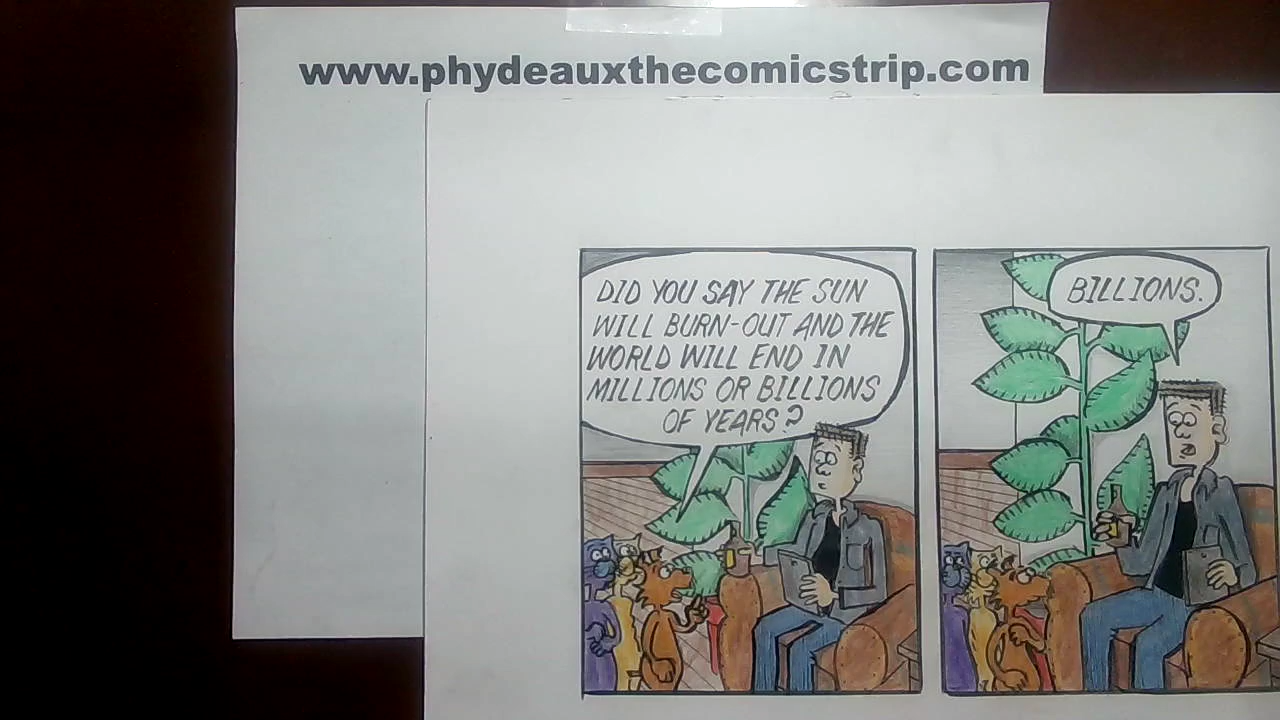 www.phydeauxthecomicstrip.com
DID YOU SAY THE SUN
WILL BURN-OUT AND THE
WORLD WILL END IN
MILLIONS OR BILLIONS
OF YEARS?
BILLIONS.